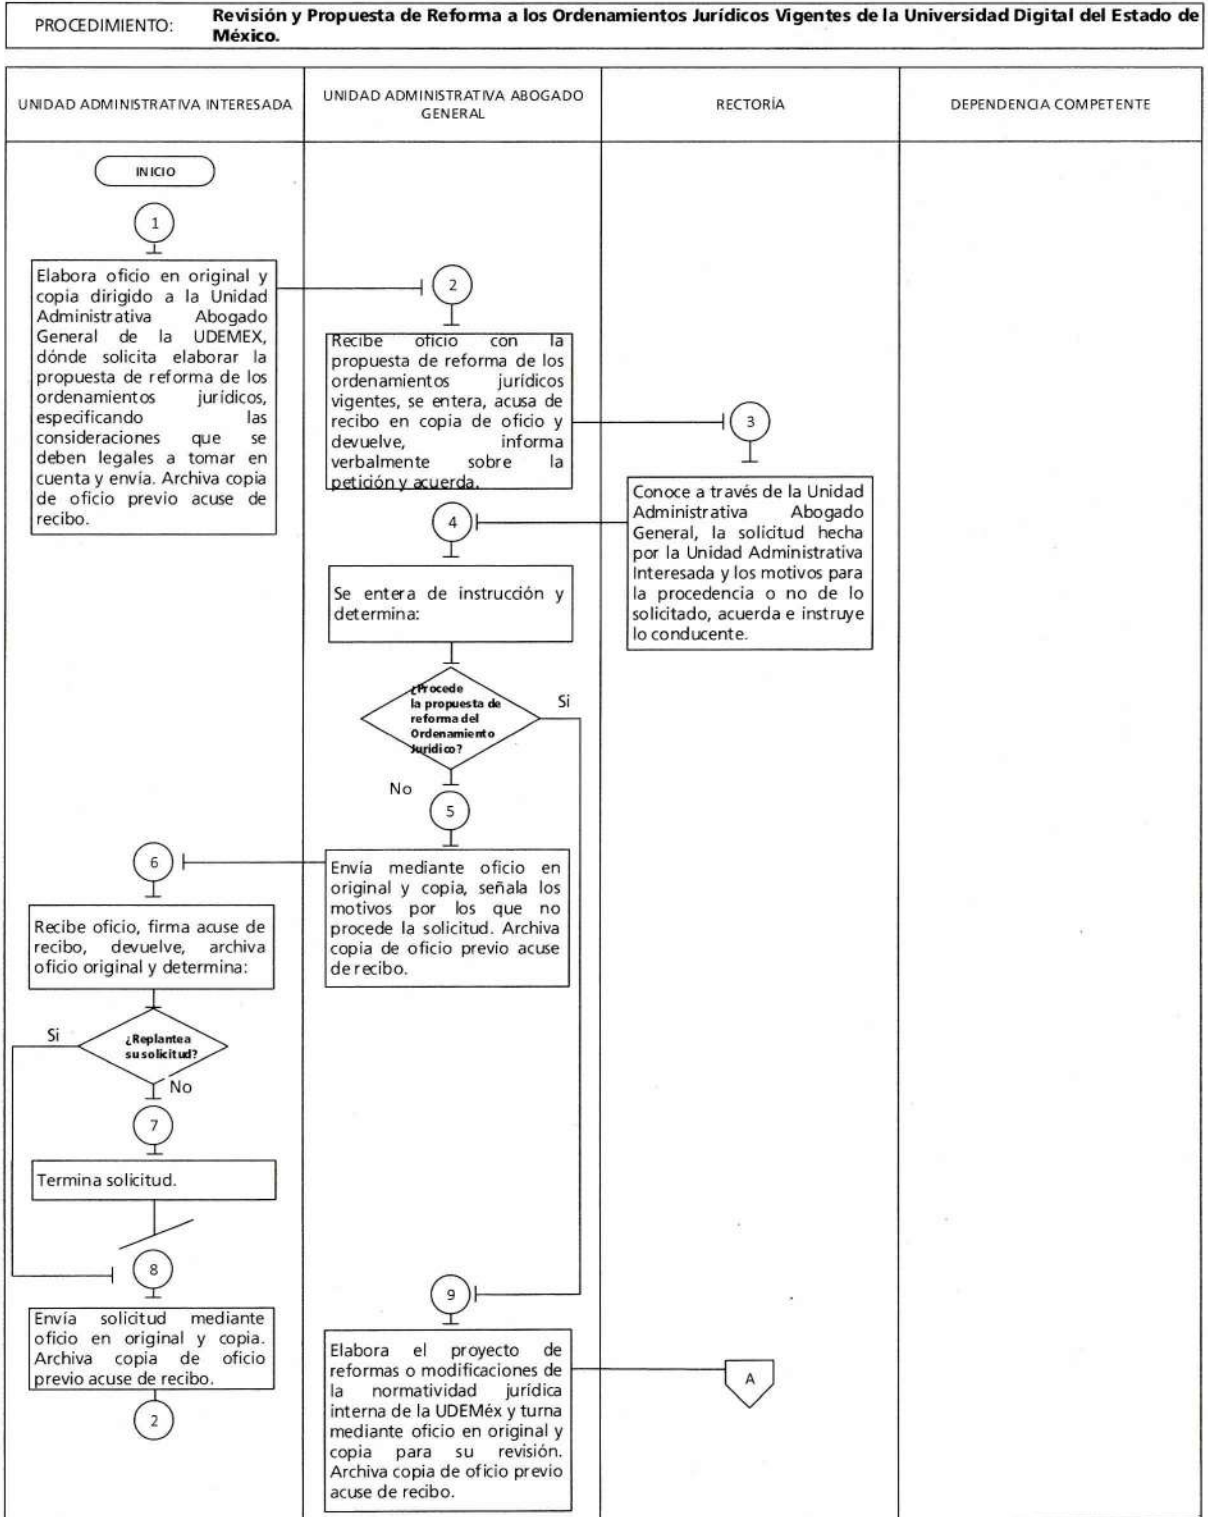 PROCEDIMIENTO:
Revisión y Propuesta de Reforma a los Ordenamientos Jurídicos Vigentes de la Universidad Digital del Estado de
México.
UNIDAD ADMINISTRATIVA INTERESADA
UNIDAD ADMINISTRATIVA ABOGADO
GENERAL
RECTORÍA
DEPENDENCIA COMPETENTE
INICIO
1
Elabora oficio en original y
copia dirigido a la Unidad
Administrativa Abogado
General de la UDEMEX,
dónde solicita elaborar la
propuesta de reforma de los
ordenamientos jurídicos,
especificando las
consideraciones que se
deben legales a tomar en
cuenta y envía. Archiva copia
de oficio previo acuse de
recibo.
2
Recibe oficio con la
propuesta de reforma de los
ordenamientos jurídicos
vigentes, se entera, acusa de
recibo en copia de oficio y
devuelve, informa
verbalmente sobre la
petición y acuerda.
3
Conoce a través de la Unidad
Administrativa Abogado
General, la solicitud hecha
por la Unidad Administrativa
Interesada y los motivos para
la procedencia o no de lo
solicitado, acuerda e instruye
lo conducente.
4
Se entera de instrucción y
determina:
¿Procede
la propuesta de
reforma del
Ordenamiento
Jurídico?
Si
No
5
Envía mediante oficio en
original y copia, señala los
motivos por los que no
procede la solicitud. Archiva
copia de oficio previo acuse
de recibo.
6
Recibe oficio, firma acuse de
recibo, devuelve, archiva
oficio original y determina:
¿Replantea
su solicitud?
Si
No
7
Termina solicitud.
8
Envía solicitud mediante
oficio en original y copia.
Archiva copia de oficio
previo acuse de recibo.
2
9
Elabora el proyecto de
reformas o modificaciones de
la normatividad jurídica
interna de la UDEMéx y turna
mediante oficio en original y
copia para su revisión.
Archiva copia de oficio previo
acuse de recibo.
A